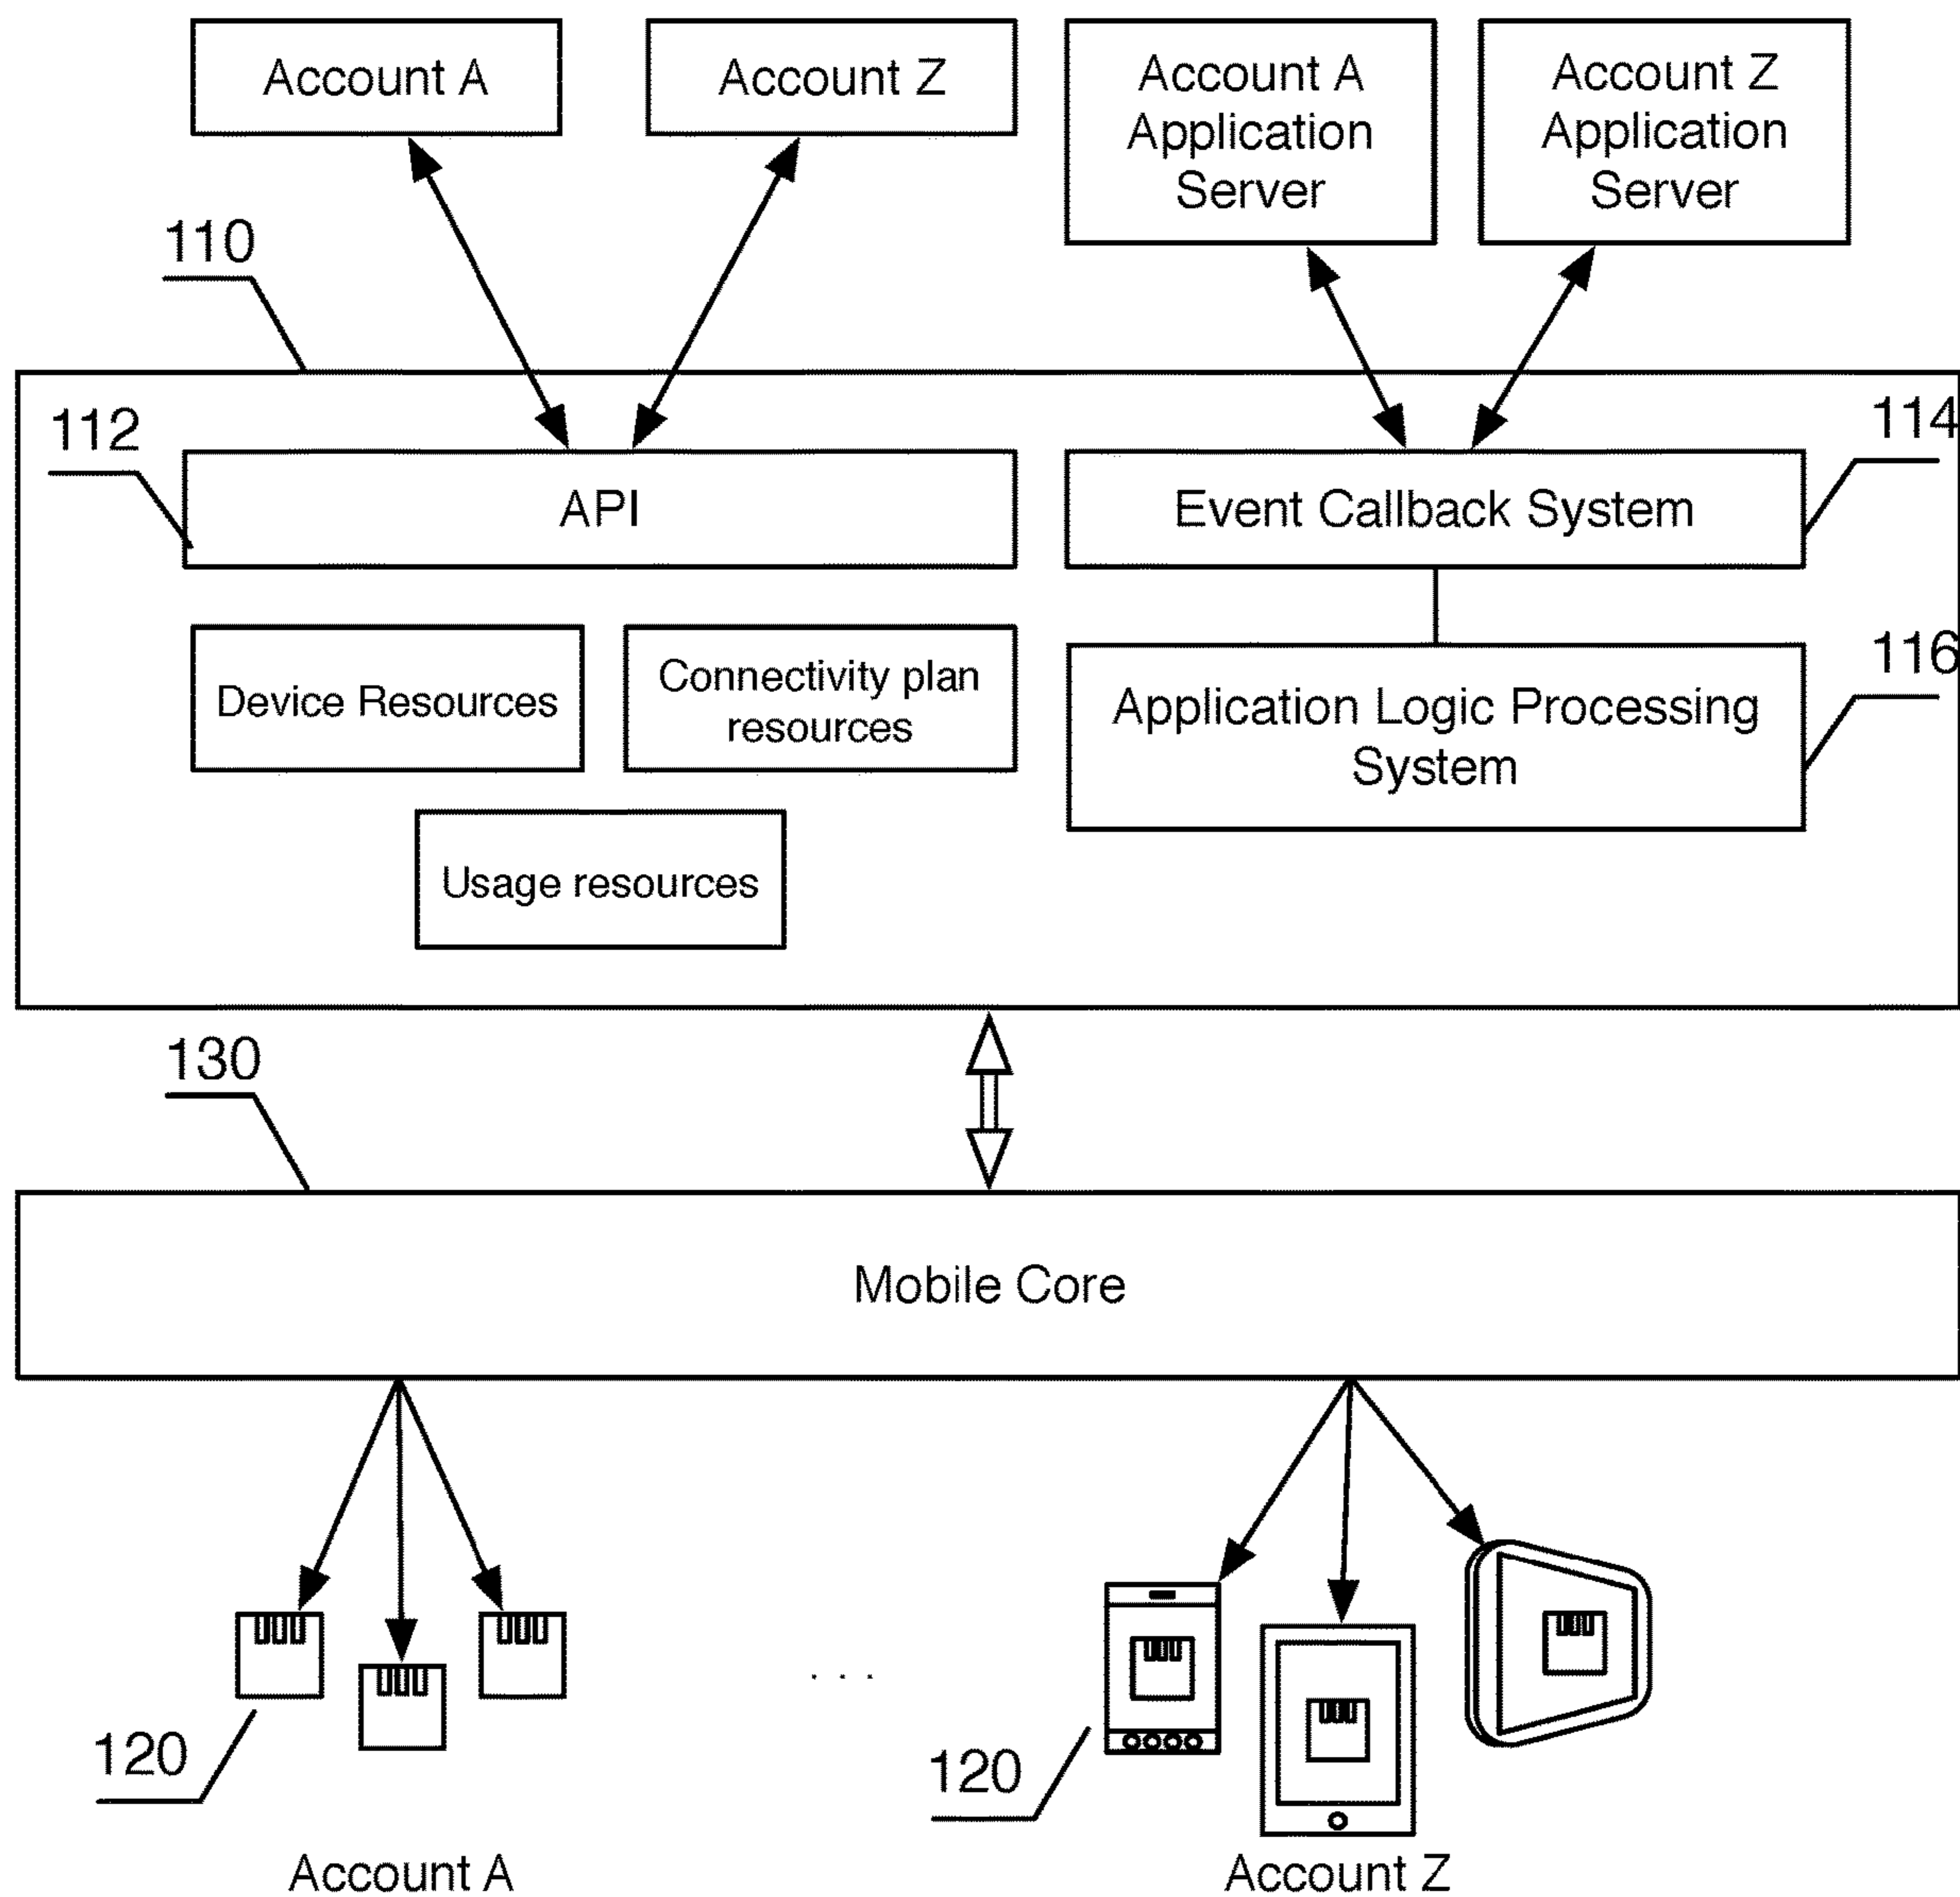 Account A
Account Z
Account A
Application
Server
Account Z
Application
Server
110
112
114
API
Event Callback System
116
Device Resources
Connectivity plan
resources
Application Logic Processing
System
Usage resources
130
Mobile Core
. . .
120
120
Account A
Account Z